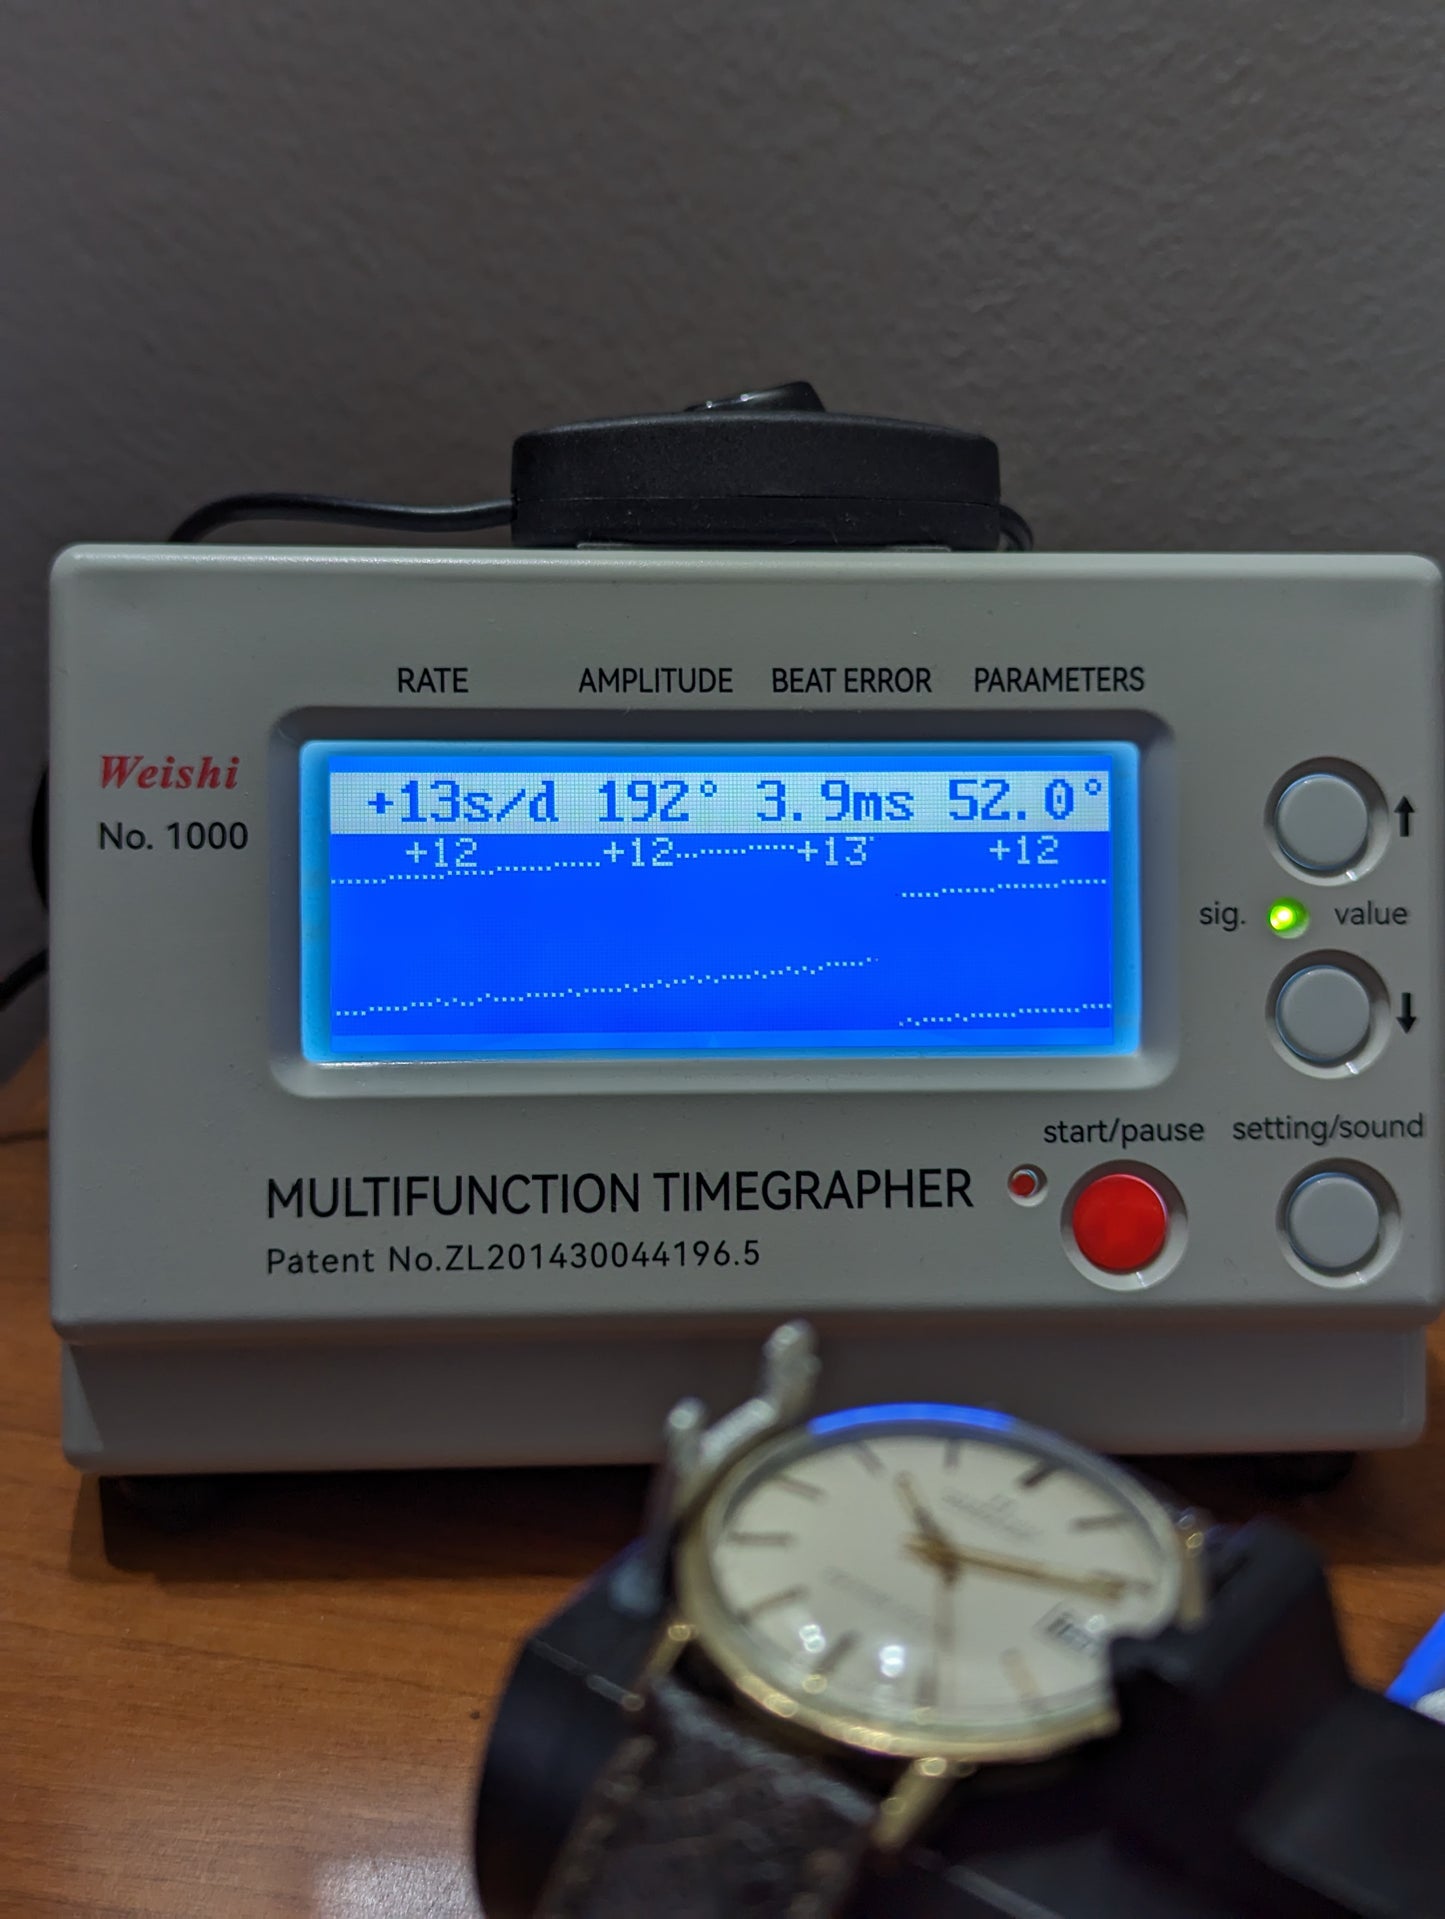 RATE AMPLITUDE BEAT ERROR PARAMETERS
Weishi
No. 1000
+13s/d 192° 3.9ms 52.0°
+12 +12 +13 +12
sig. value
start/pause setting/sound
MULTIFUNCTION TIMEGRAPHER
Patent No.ZL201430044196.5